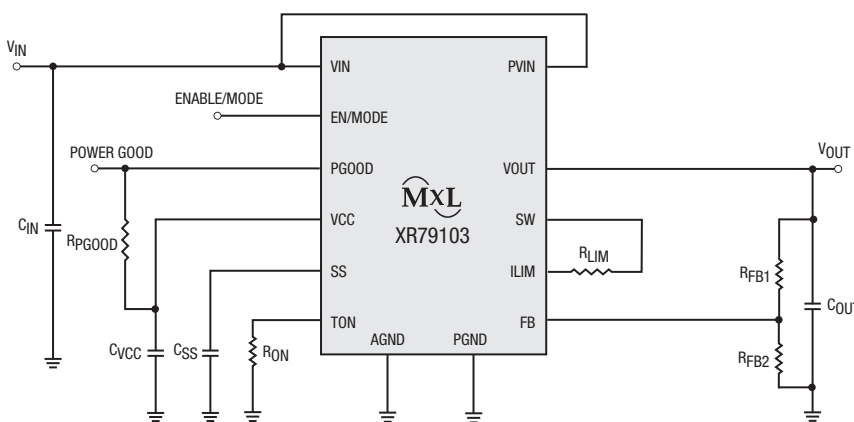 VIN
ENABLE/MODE
POWER GOOD
CIN
RPGOOD
CVCC
CSS
RON
VIN
EN/MODE
PGOOD
VCC
SS
TON
AGND
PGND
MXL
XR79103
PVIN
VOUT
SW
ILIM
FB
RLIM
VOUT
RFB1
RFB2
COUT